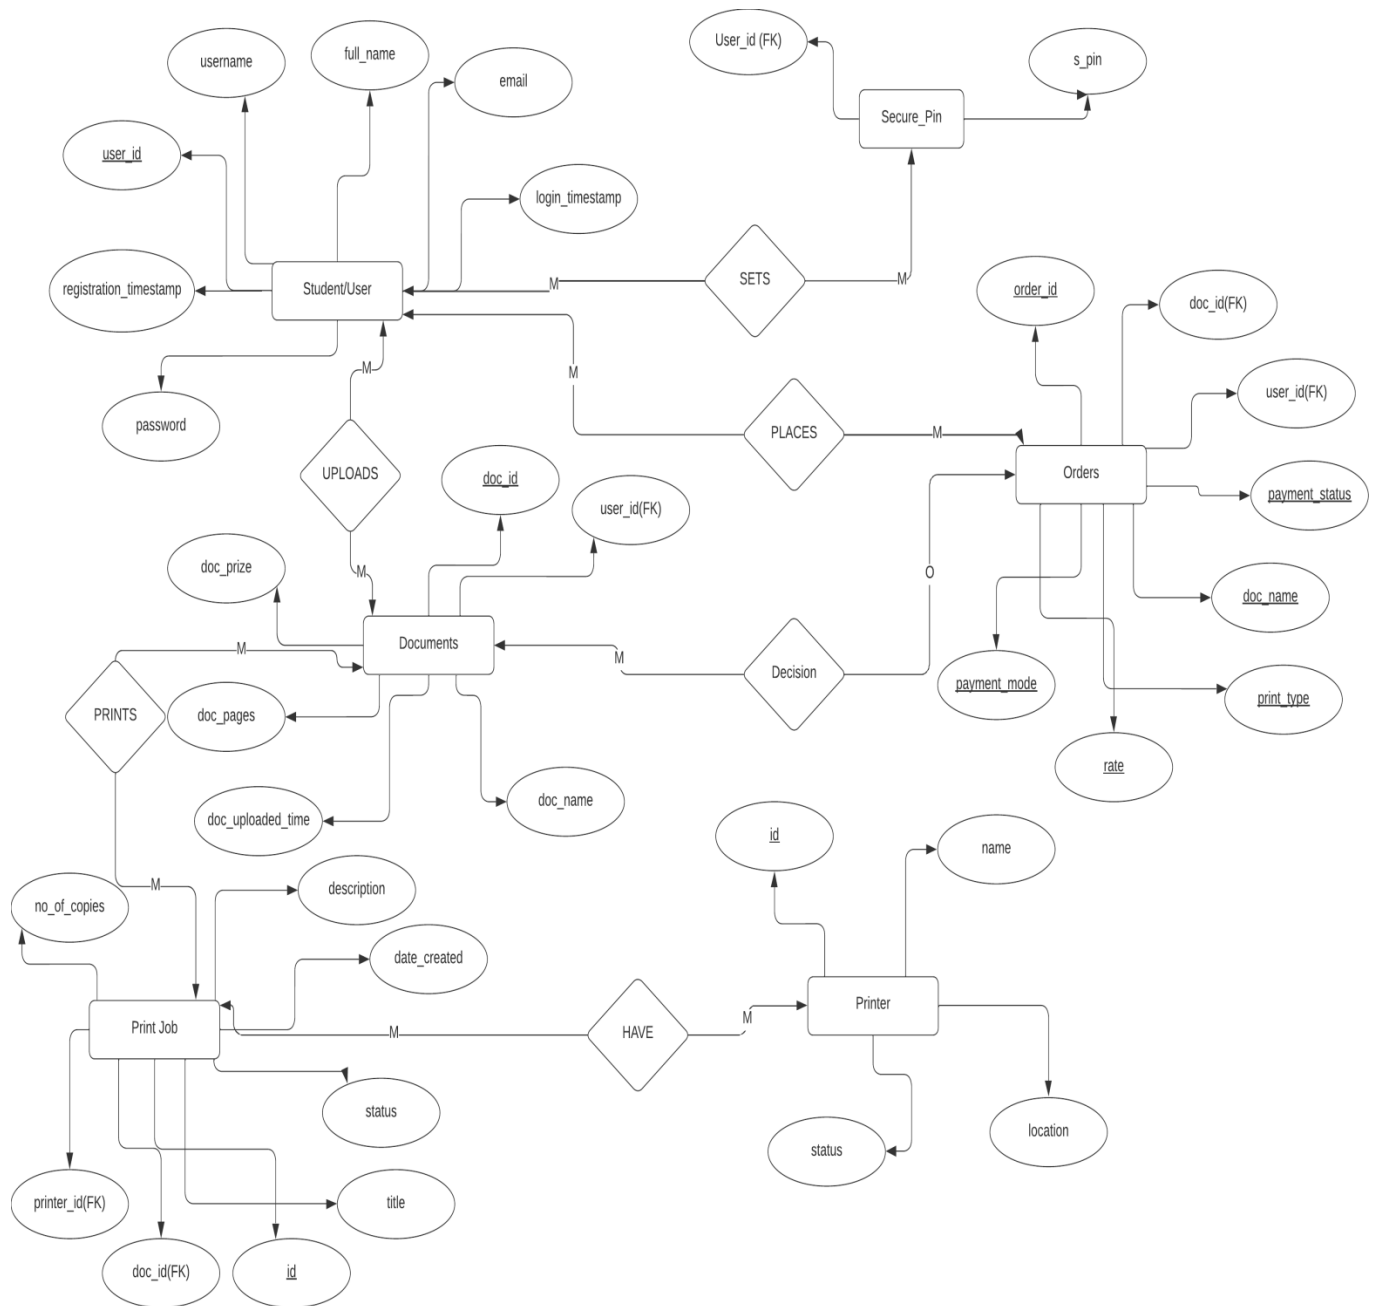 full_name
User_id (FK)
s_pin
username
email
Secure_Pin
user_id
login_timestamp
registration_timestamp
Student/User
M
SETS
M
order_id
doc_id(FK)
M
M
user_id(FK)
password
PLACES
M
UPLOADS
doc_id
Orders
payment_status
user_id(FK)
doc_prize
M
O
doc_name
Documents
M
M
Decision
payment_mode
print_type
PRINTS
doc_pages
rate
doc_uploaded_time
doc_name
id
name
M
description
no_of_copies
date_created
Printer
Print Job
M
HAVE
M
status
status
location
printer_id(FK)
title
doc_id(FK)
id